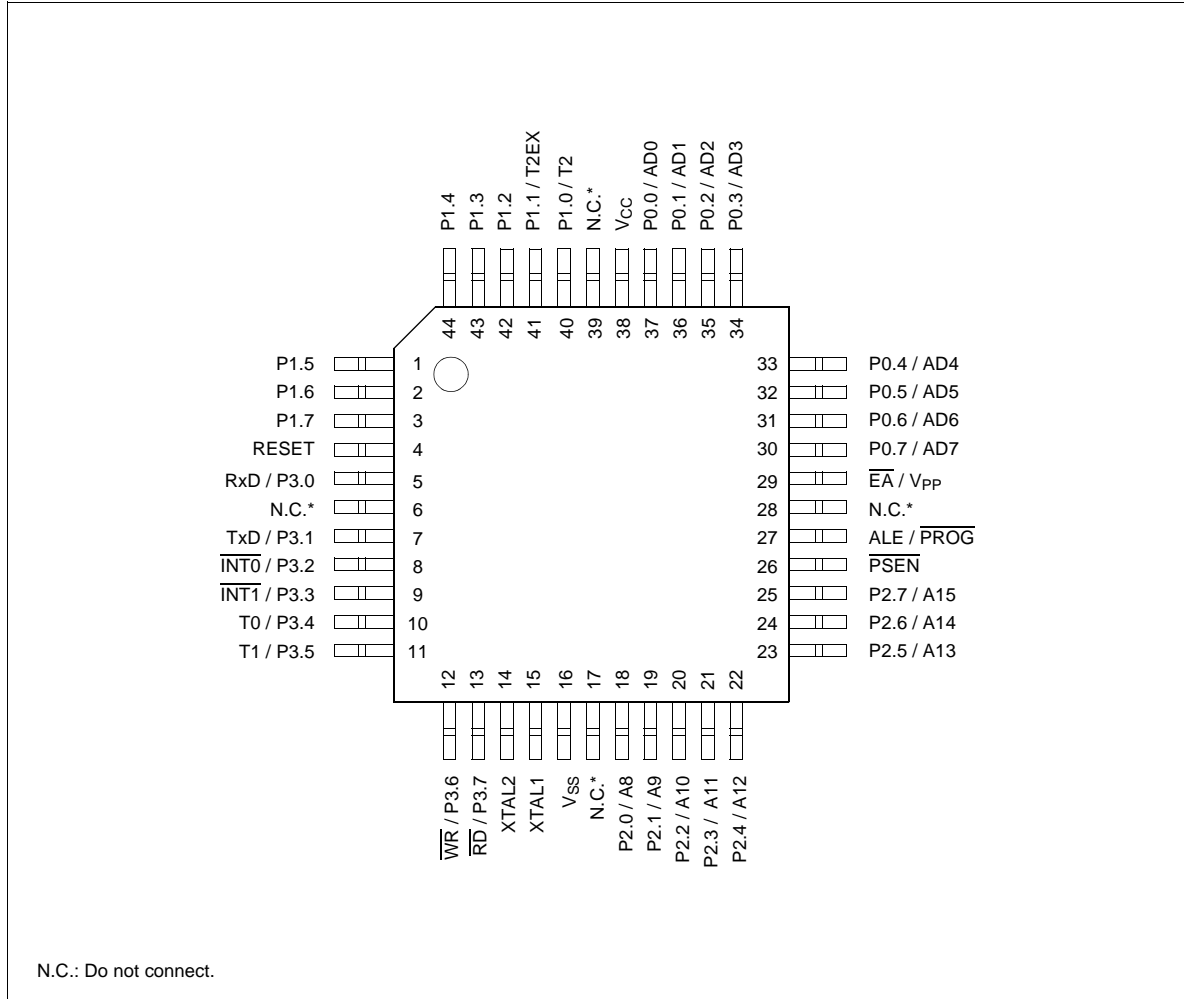 P1.4
P1.3
P1.2
P1.1 / T2EX
P1.0 / T2
N.C.*
VCC
P0.0 / AD0
P0.1 / AD1
P0.2 / AD2
P0.3 / AD3
44
43
42
41
40
39
38
37
36
35
34
P1.5 1
P1.6 2
P1.7 3
RESET 4
RxD / P3.0 5
N.C.* 6
TxD / P3.1 7
I̅N̅T̅0̅ / P3.2 8
I̅N̅T̅1̅ / P3.3 9
T0 / P3.4 10
T1 / P3.5 11
33 P0.4 / AD4
32 P0.5 / AD5
31 P0.6 / AD6
30 P0.7 / AD7
29 E̅A̅ / VPP
28 N.C.*
27 ALE / P̅R̅O̅G̅
26 P̅S̅E̅N̅
25 P2.7 / A15
24 P2.6 / A14
23 P2.5 / A13
12
13
14
15
16
17
18
19
20
21
22
W̅R̅ / P3.6
R̅D̅ / P3.7
XTAL2
XTAL1
VSS
N.C.*
P2.0 / A8
P2.1 / A9
P2.2 / A10
P2.3 / A11
P2.4 / A12
N.C.: Do not connect.